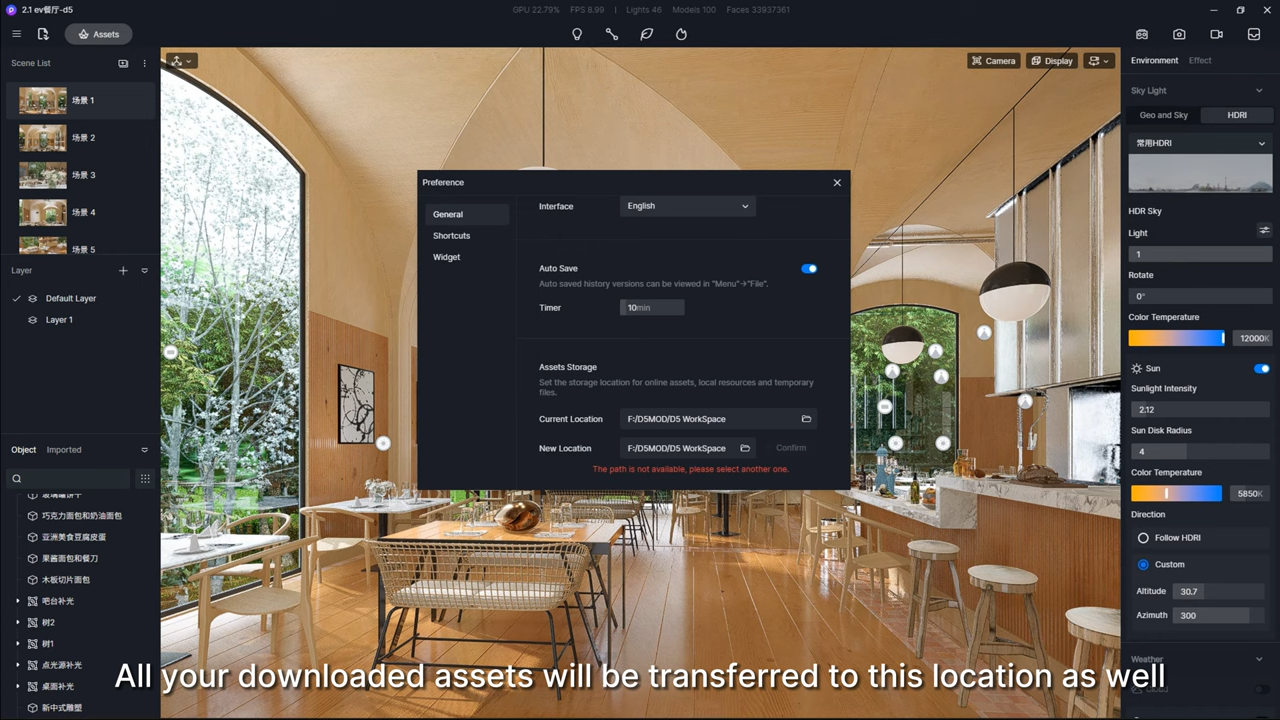 2.1 ev餐厅-d5
GPU 22.79% FPS 8.99 | Lights 46 Models 100 Faces 33937361
Assets
Scene List
场景 1
场景 2
场景 3
场景 4
场景 5
Layer
Default Layer
Layer 1
Object Imported
玻璃罐饼干
巧克力面包和奶油面包
亚洲美食豆腐皮蛋
果酱面包和餐刀
木板切片面包
吧台补光
树2
树1
点光源补光
桌面补光
新中式雕塑
Camera
Display
Preference
General
Shortcuts
Widget
Interface English
Auto Save
Auto saved history versions can be viewed in "Menu"->"File".
Timer 10min
Assets Storage
Set the storage location for online assets, local resources and temporary
files.
Current Location F:/D5MOD/D5 WorkSpace
New Location F:/D5MOD/D5 WorkSpace Confirm
The path is not available, please select another one.
Environment Effect
Sky Light
Geo and Sky HDRI
常用HDRI
HDR Sky
Light
1
Rotate
0°
Color Temperature
12000K
Sun
Sunlight Intensity
2.12
Sun Disk Radius
4
Color Temperature
5850K
Direction
Follow HDRI
Custom
Altitude 30.7
Azimuth 300
Weather
Cloud
All your downloaded assets will be transferred to this location as well